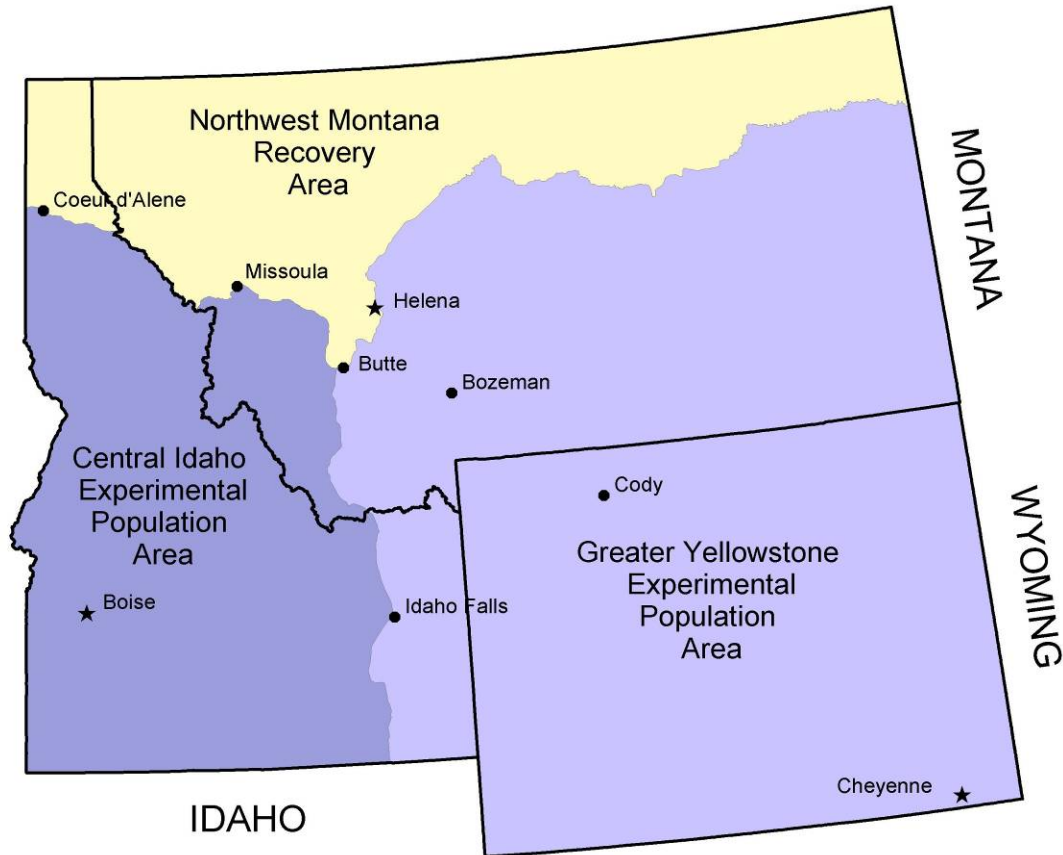 Northwest Montana
Recovery
Area
MONTANA
Coeur d'Alene
Missoula
Helena
Butte
Bozeman
Central Idaho
Experimental
Population
Area
Cody
WYOMING
Greater Yellowstone
Experimental
Population
Area
Boise
Idaho Falls
Cheyenne
IDAHO